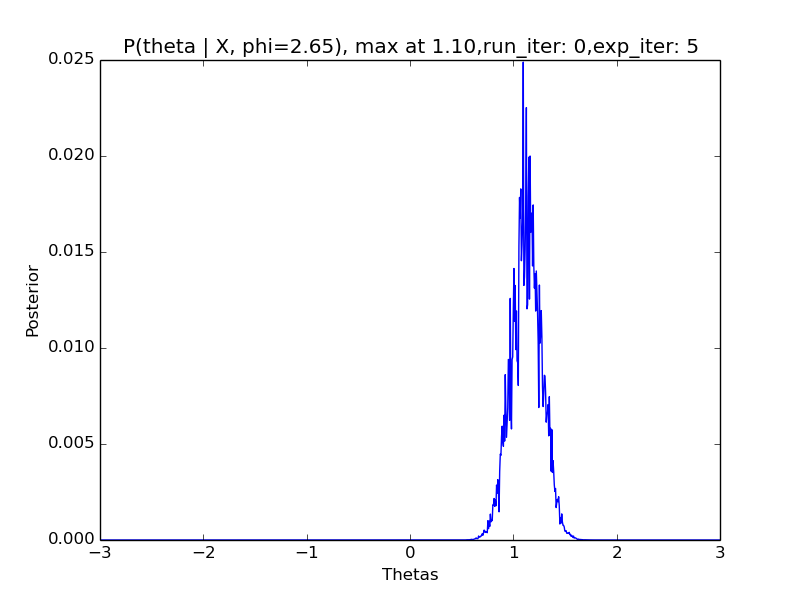 P(theta | X, phi=2.65), max at 1.10,run_iter: 0,exp_iter: 5
0.025
0.020
0.015
0.010
0.005
0.000
Posterior
−3 −2 −1 0 1 2 3
Thetas